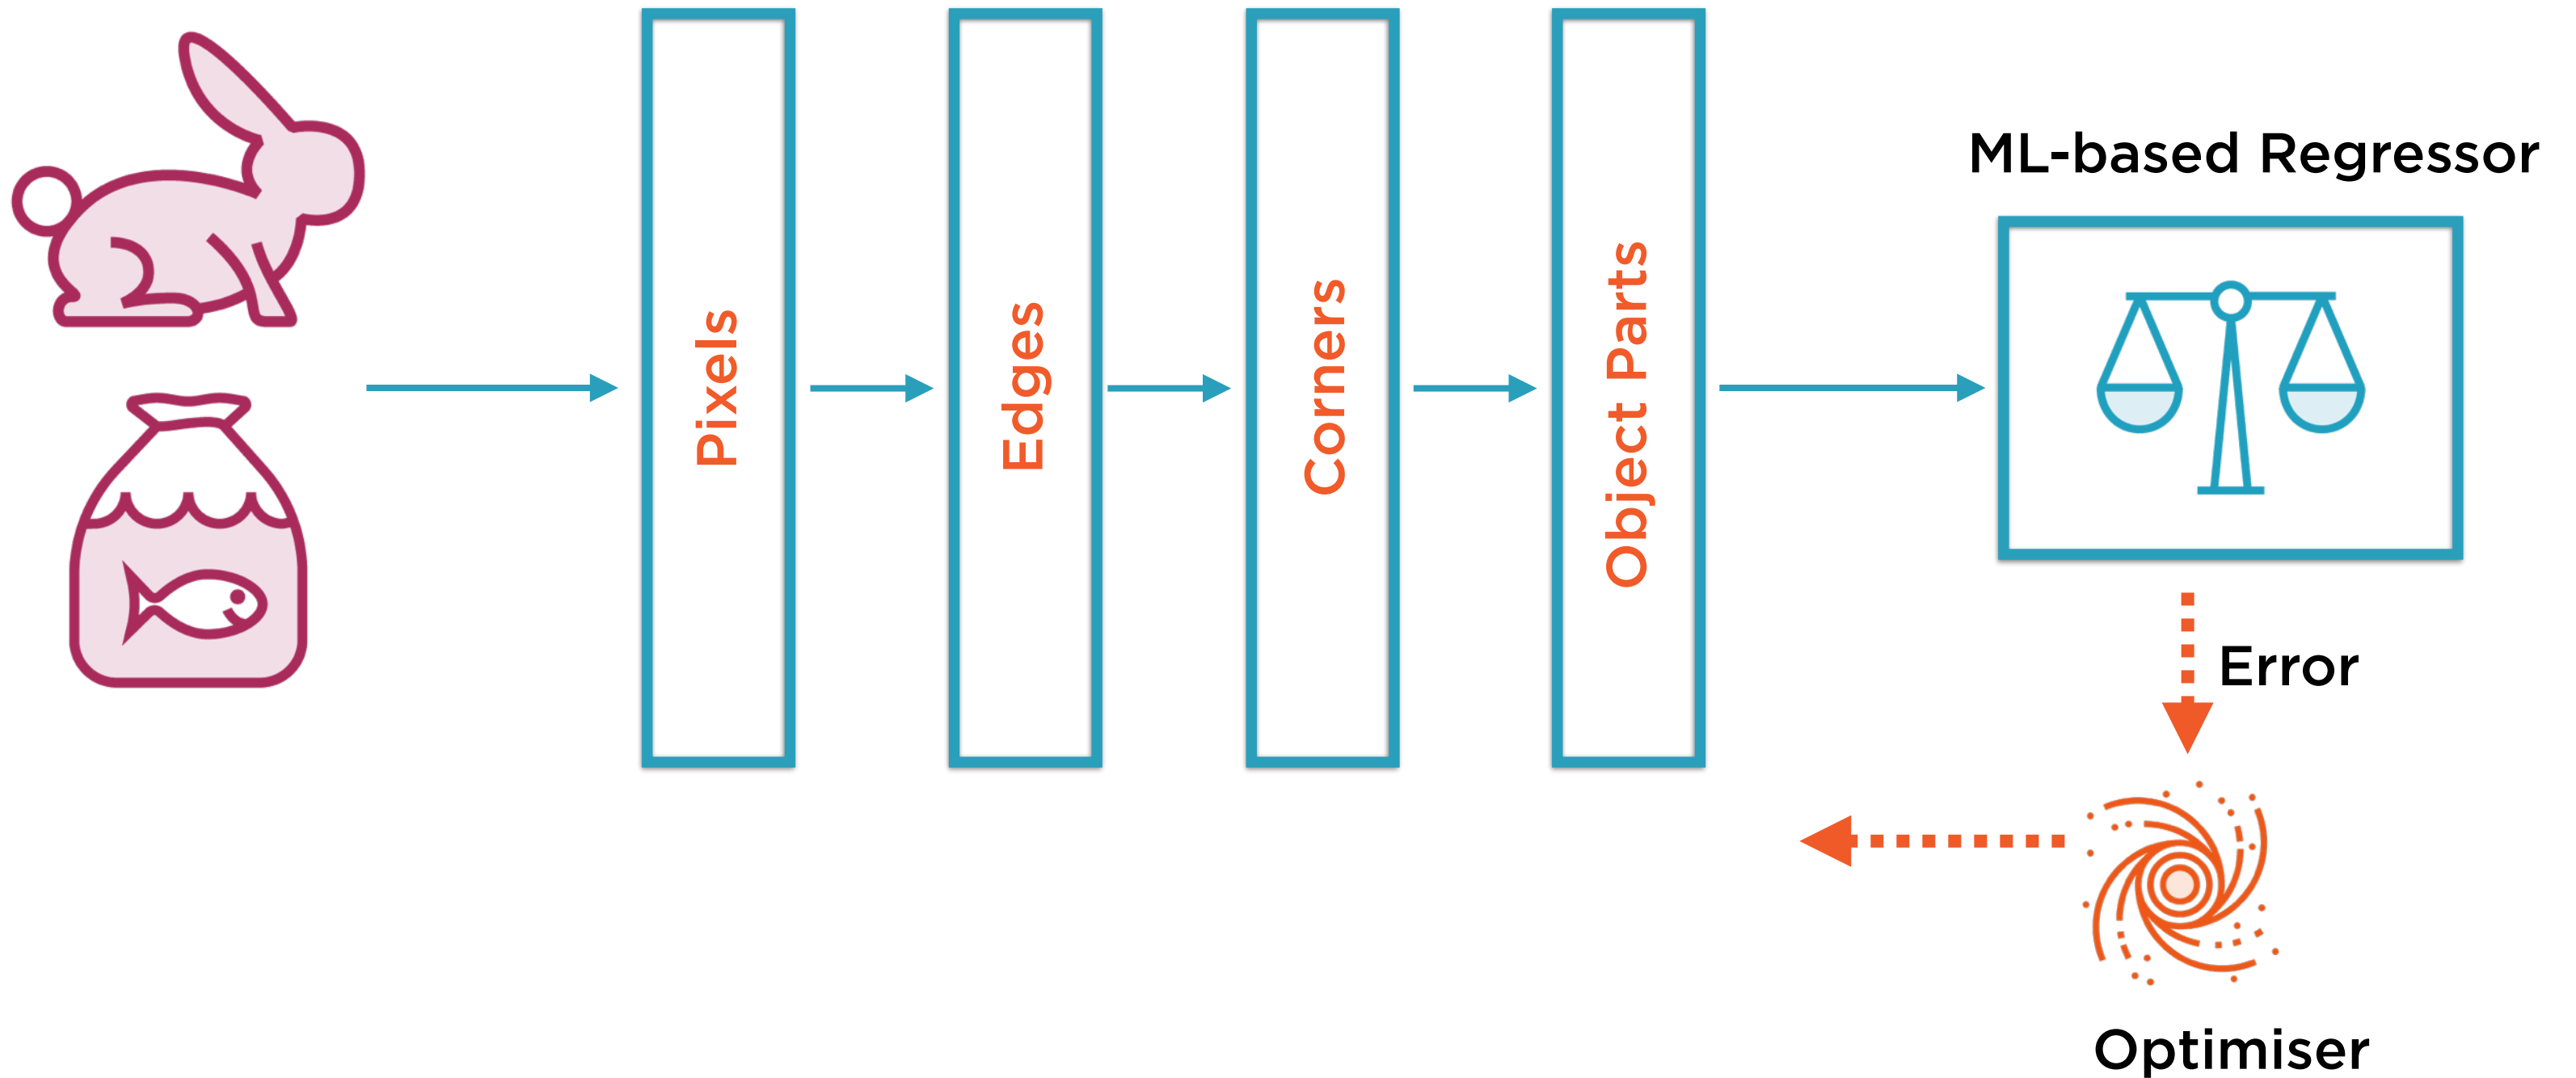 Pixels
Edges
Corners
Object Parts
ML-based Regressor
Error
Optimiser